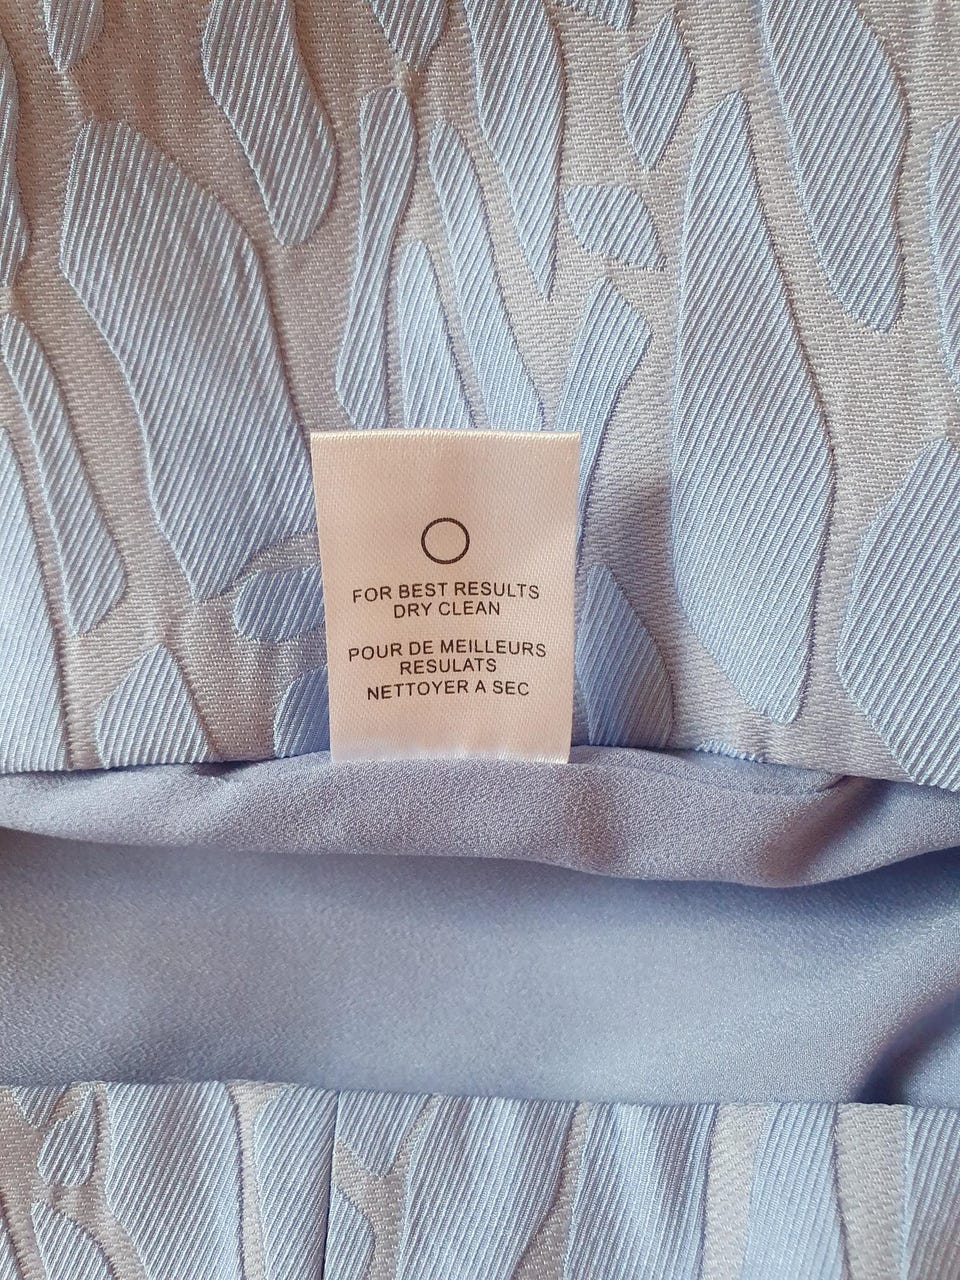 FOR BEST RESULTS
DRY CLEAN
POUR DE MEILLEURS
RESULATS
NETTOYER A SEC